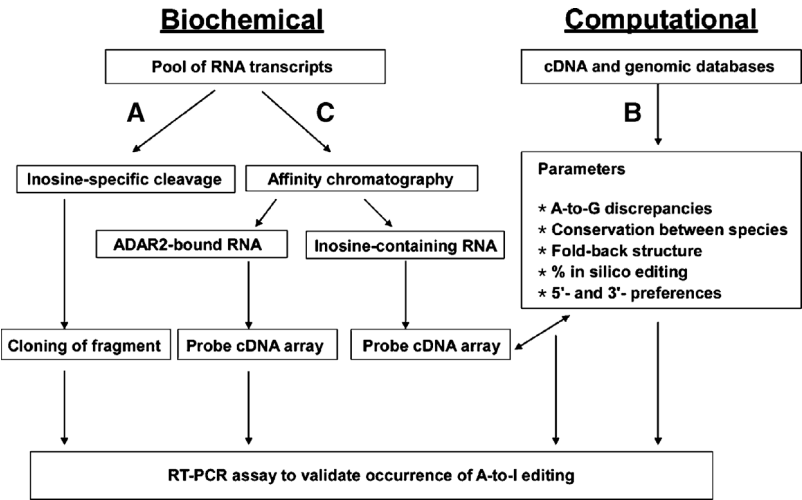 Biochemical
Computational
Pool of RNA transcripts
cDNA and genomic databases
A
C
B
Inosine-specific cleavage
Affinity chromatography
Parameters
* A-to-G discrepancies
* Conservation between species
* Fold-back structure
* % in silico editing
* 5'- and 3'- preferences
ADAR2-bound RNA
Inosine-containing RNA
Cloning of fragment
Probe cDNA array
Probe cDNA array
RT-PCR assay to validate occurrence of A-to-I editing